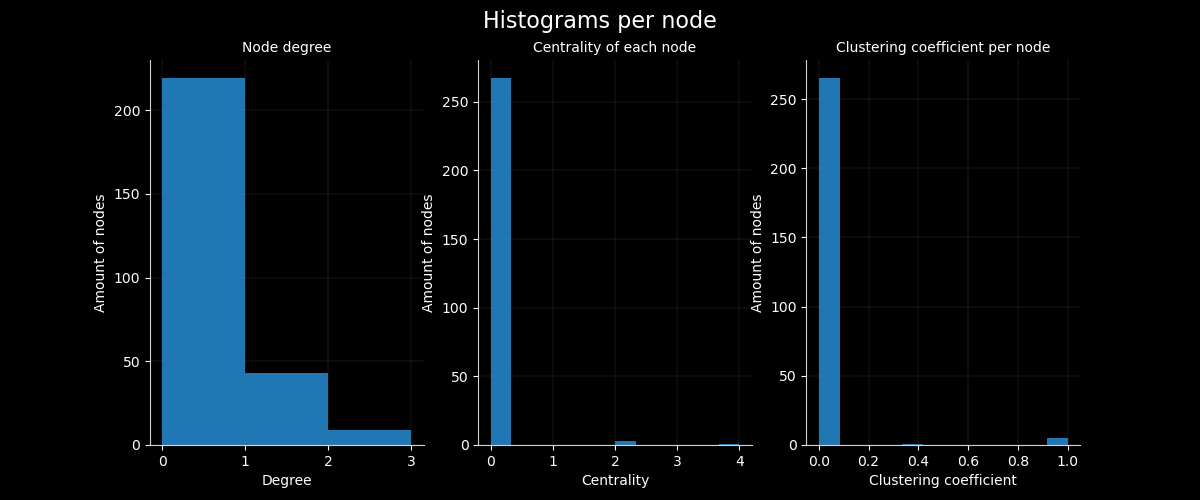 Histograms per node
Node degree
Amount of nodes
200
150
100
50
0
0 1 2 3
Degree
Centrality of each node
Amount of nodes
250
200
150
100
50
0
0 1 2 3 4
Centrality
Clustering coefficient per node
Amount of nodes
250
200
150
100
50
0
0.0 0.2 0.4 0.6 0.8 1.0
Clustering coefficient